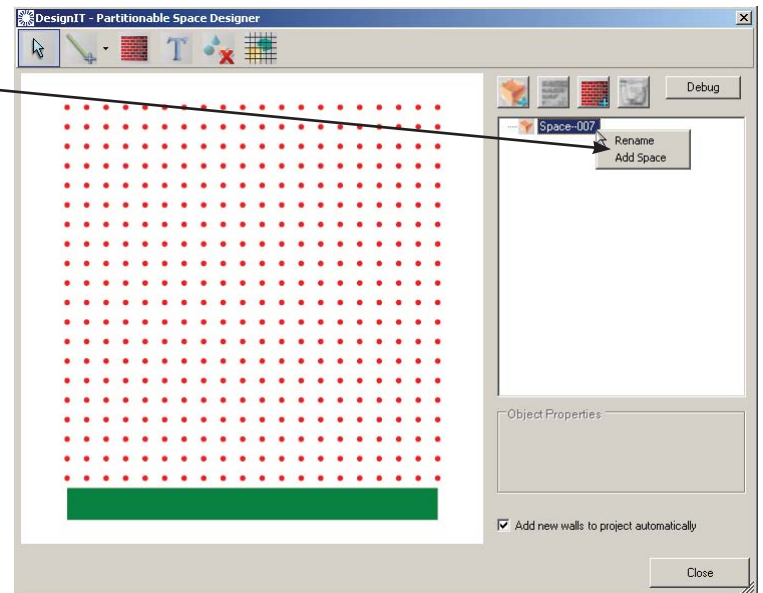 DesignIT - Partitionable Space Designer
T
Debug
Space--007
Rename
Add Space
Object Properties
Add new walls to project automatically
Close